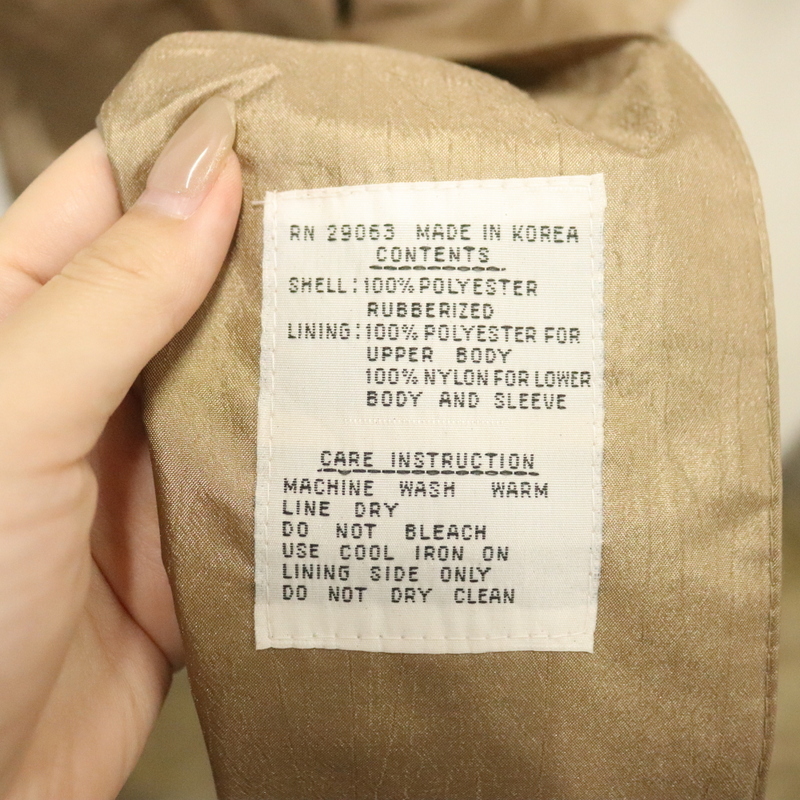 RN 29063 MADE IN KOREA
CONTENTS
SHELL: 100% POLYESTER
RUBBERIZED
LINING: 100% POLYESTER FOR
UPPER BODY
100% NYLON FOR LOWER
BODY AND SLEEVE
CARE INSTRUCTION
MACHINE WASH WARM
LINE DRY
DO NOT BLEACH
USE COOL IRON ON
LINING SIDE ONLY
DO NOT DRY CLEAN